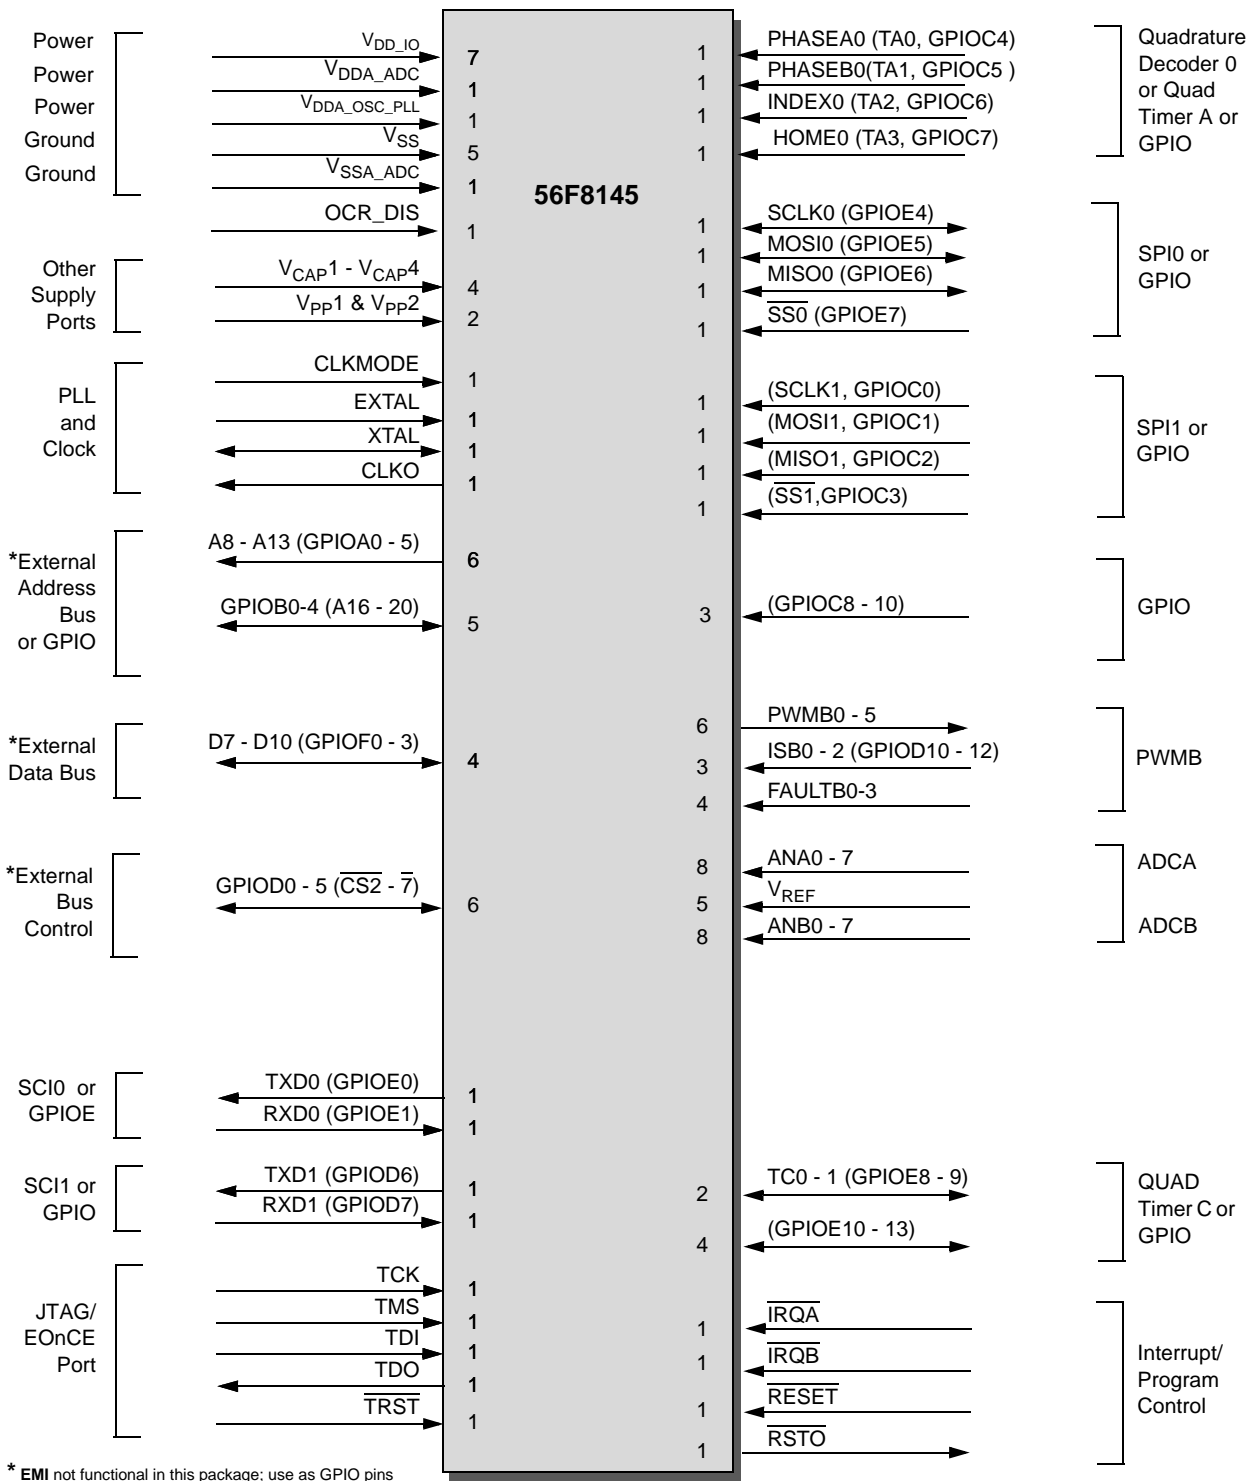 56F8145
Power
Power
Power
Ground
Ground
VDD_IO
7
VDDA_ADC
1
VDDA_OSC_PLL
1
VSS
5
VSSA_ADC
1
OCR_DIS
1
Other
Supply
Ports
VCAP1 - VCAP4
4
VPP1 & VPP2
2
PLL
and
Clock
CLKMODE
1
EXTAL
1
XTAL
1
CLKO
1
*External
Address
Bus
or GPIO
A8 - A13 (GPIOA0 - 5)
6
GPIOB0-4 (A16 - 20)
5
*External
Data Bus
D7 - D10 (GPIOF0 - 3)
4
*External
Bus
Control
GPIOD0 - 5 (C̅S̅2̅ - 7̅)
6
SCI0 or
GPIOE
TXD0 (GPIOE0)
1
RXD0 (GPIOE1)
1
SCI1 or
GPIO
TXD1 (GPIOD6)
1
RXD1 (GPIOD7)
1
JTAG/
EOnCE
Port
TCK
1
TMS
1
TDI
1
TDO
1
T̅R̅S̅T̅
1
1
PHASEA0 (TA0, GPIOC4)
1
PHASEB0(TA1, GPIOC5 )
1
INDEX0 (TA2, GPIOC6)
1
HOME0 (TA3, GPIOC7)
Quadrature
Decoder 0
or Quad
Timer A or
GPIO
1
SCLK0 (GPIOE4)
1
MOSI0 (GPIOE5)
1
MISO0 (GPIOE6)
1
S̅S̅0̅ (GPIOE7)
SPI0 or
GPIO
1
(SCLK1, GPIOC0)
1
(MOSI1, GPIOC1)
1
(MISO1, GPIOC2)
1
(S̅S̅1̅,GPIOC3)
SPI1 or
GPIO
3
(GPIOC8 - 10)
GPIO
6
PWMB0 - 5
3
ISB0 - 2 (GPIOD10 - 12)
4
FAULTB0-3
PWMB
8
ANA0 - 7
5
VREF
8
ANB0 - 7
ADCA
ADCB
2
TC0 - 1 (GPIOE8 - 9)
4
(GPIOE10 - 13)
QUAD
Timer C or
GPIO
1
I̅R̅Q̅A̅
1
I̅R̅Q̅B̅
1
R̅E̅S̅E̅T̅
1
R̅S̅T̅O̅
Interrupt/
Program
Control
* EMI not functional in this package; use as GPIO pins